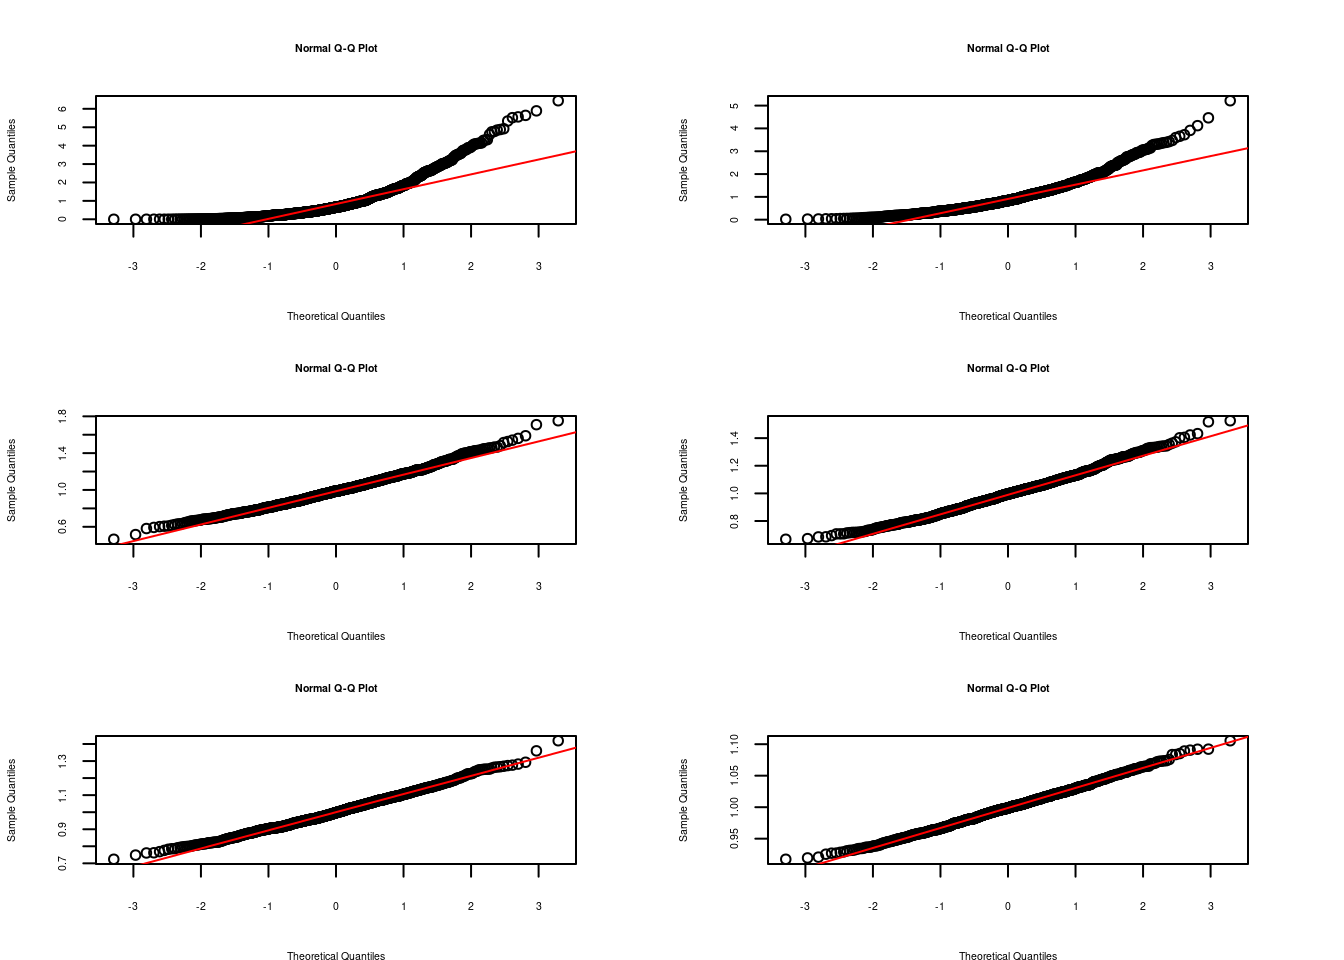 Normal Q-Q Plot
Sample Quantiles
6
5
4
3
2
1
0
-3 -2 -1 0 1 2 3
Theoretical Quantiles
Normal Q-Q Plot
Sample Quantiles
5
4
3
2
1
0
-3 -2 -1 0 1 2 3
Theoretical Quantiles
Normal Q-Q Plot
Sample Quantiles
1.8
1.4
1.0
0.6
-3 -2 -1 0 1 2 3
Theoretical Quantiles
Normal Q-Q Plot
Sample Quantiles
1.4
1.2
1.0
0.8
-3 -2 -1 0 1 2 3
Theoretical Quantiles
Normal Q-Q Plot
Sample Quantiles
1.3
1.1
0.9
0.7
-3 -2 -1 0 1 2 3
Theoretical Quantiles
Normal Q-Q Plot
Sample Quantiles
1.10
1.05
1.00
0.95
-3 -2 -1 0 1 2 3
Theoretical Quantiles